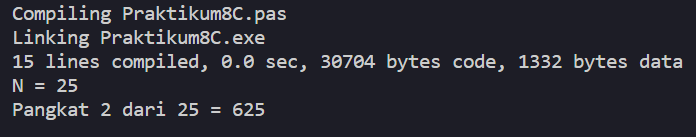 Compiling Praktikum8C.pas
Linking Praktikum8C.exe
15 lines compiled, 0.0 sec, 30704 bytes code, 1332 bytes data
N = 25
Pangkat 2 dari 25 = 625